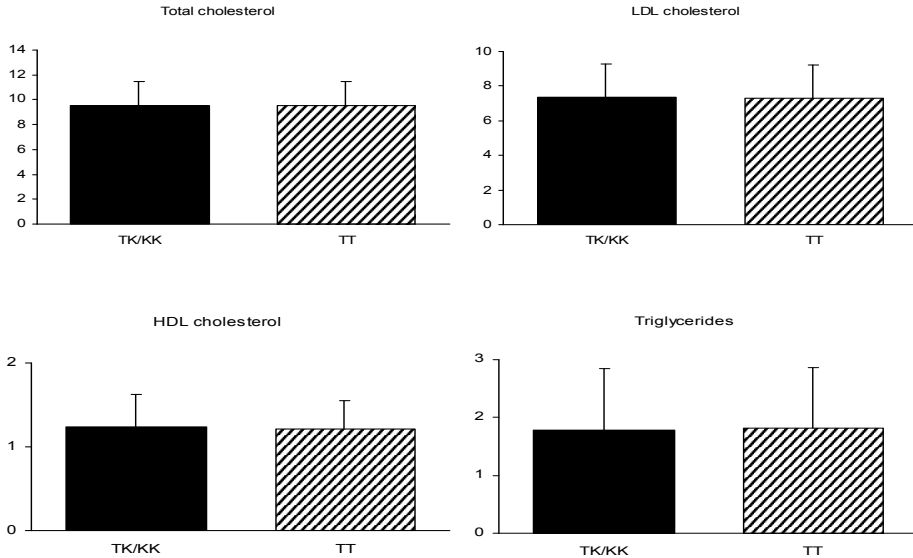 Total cholesterol
14
12
10
8
6
4
2
0
TK/KK
TT
LDL cholesterol
10
8
6
4
2
0
TK/KK
TT
HDL cholesterol
2
1
0
TK/KK
TT
Triglycerides
3
2
1
0
TK/KK
TT